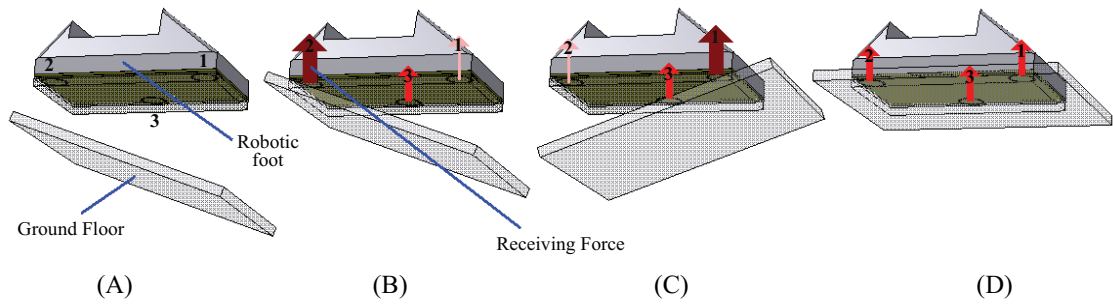 2 1
3
Robotic
foot
Ground Floor
2 3 1
Receiving Force
2 3 1
2 3 1
(A) (B) (C) (D)